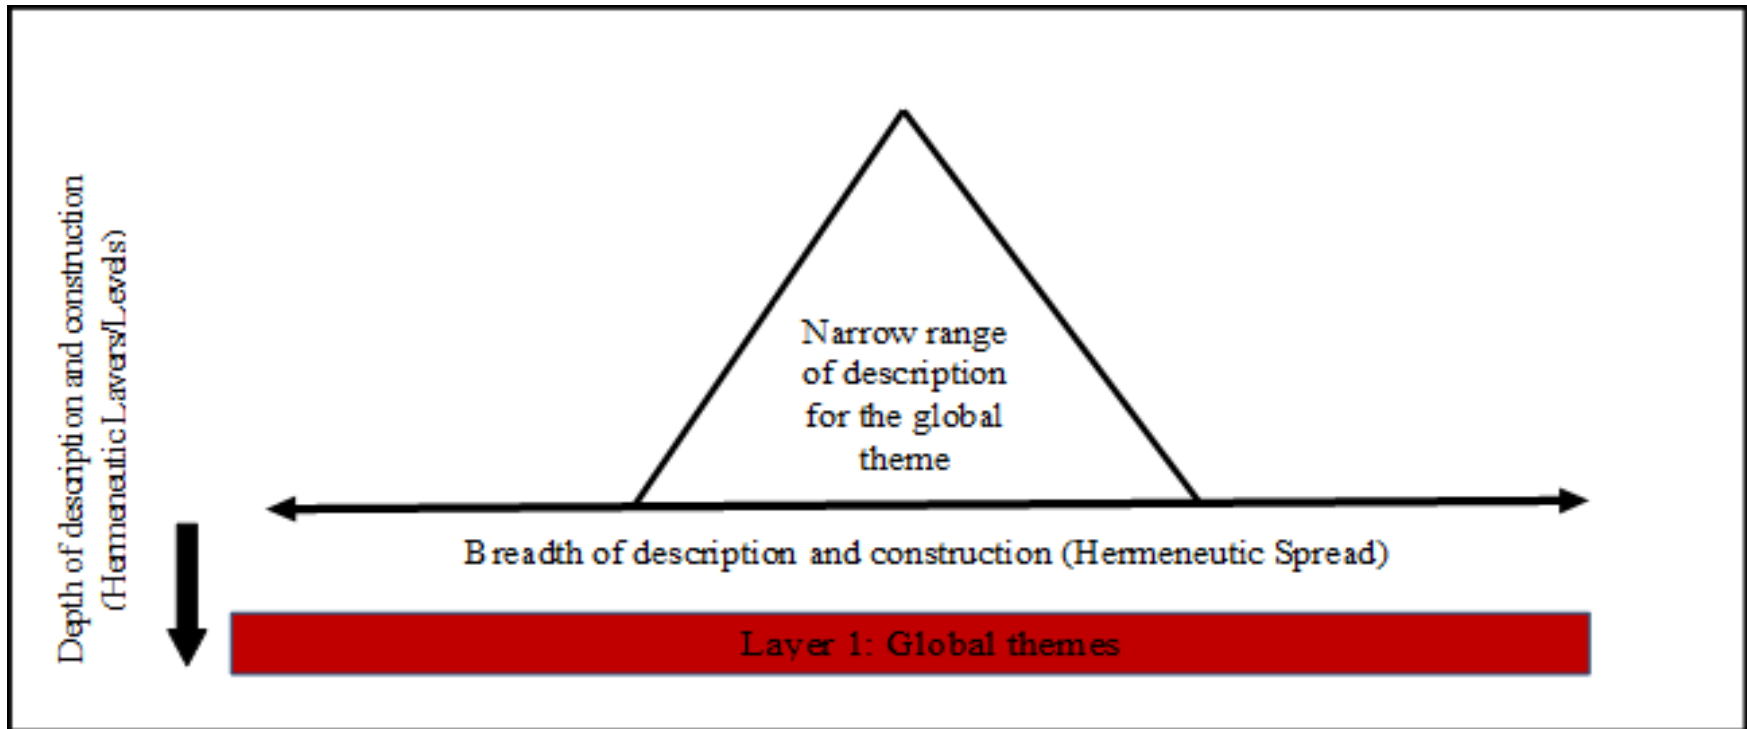 Depth of description and construction
(Hermeneutic Layers/Levels)
Narrow range
of description
for the global
theme
Breadth of description and construction (Hermeneutic Spread)
Layer 1: Global themes